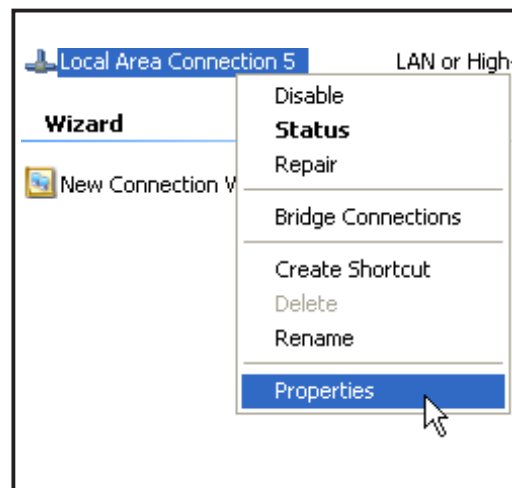 Local Area Connection 5 LAN or High-
Disable
Wizard
Status
Repair
New Connection W
Bridge Connections
Create Shortcut
Delete
Rename
Properties